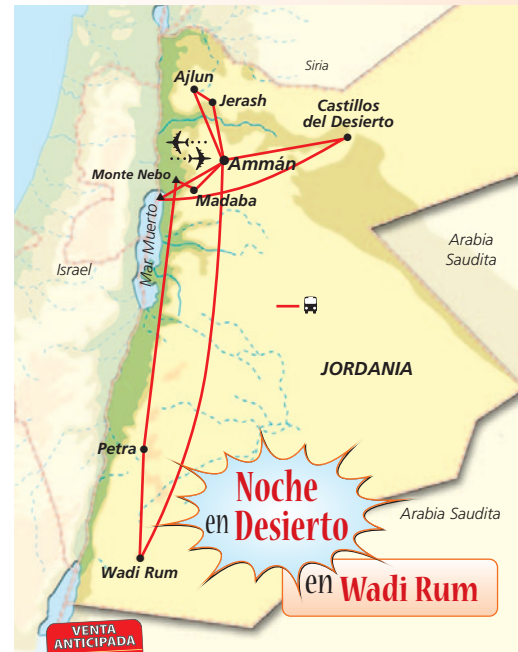 Siria
Ajlun
Jerash
Castillos
del Desierto
Ammán
Monte Nebo
Madaba
Mar Muerto
Israel
Arabia
Saudita
JORDANIA
Petra
Noche
en Desierto
Arabia Saudita
Wadi Rum
en Wadi Rum
VENTA
ANTICIPADA